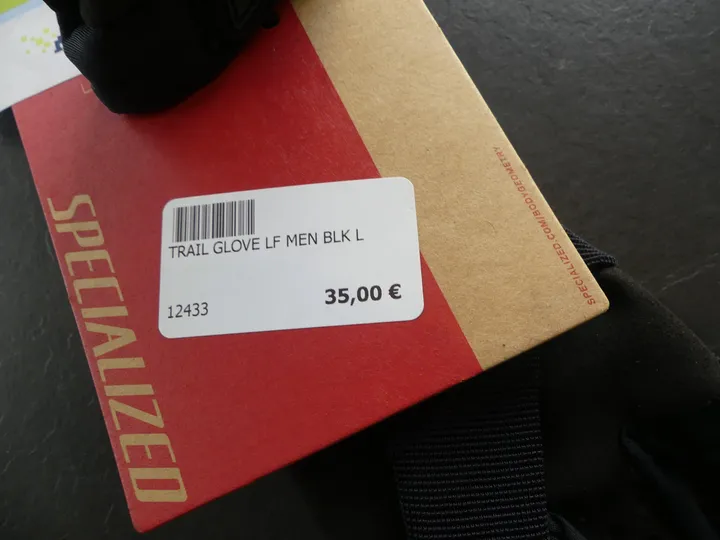 SPECIALIZED
TRAIL GLOVE LF MEN BLK L
12433
35,00 €
SPECIALIZED.COM/BODYGEOMETRY